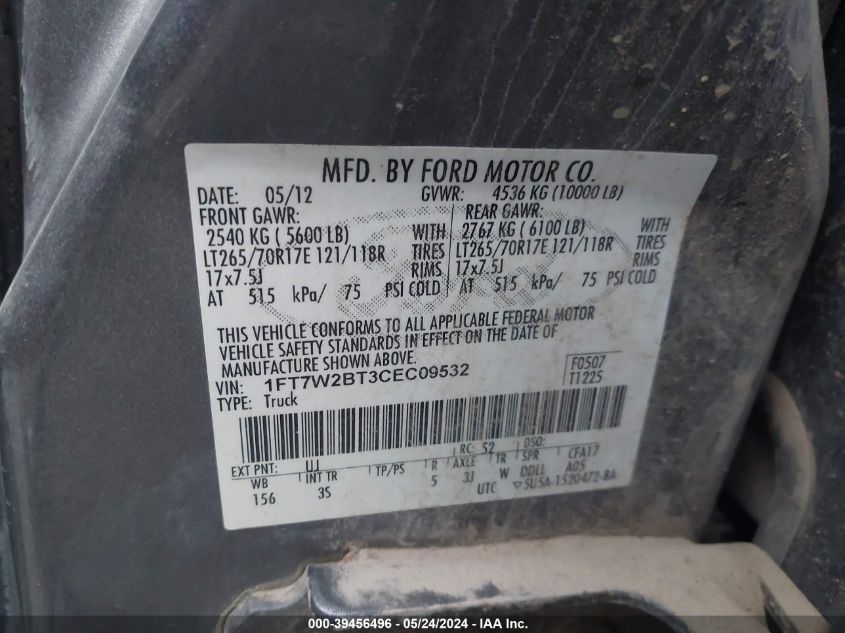 MFD. BY FORD MOTOR CO.
DATE: 05/12 GVWR: 4536 KG (10000 LB)
FRONT GAWR: REAR GAWR:
2540 KG ( 5600 LB) WITH 2767 KG ( 6100 LB) WITH
LT265/70R17E 121/118R TIRES LT265/70R17E 121/118R TIRES
17x7.5J RIMS 17x7.5J RIMS
AT 515 kPa/ 75 PSI COLD AT 515 kPa/ 75 PSI COLD
THIS VEHICLE CONFORMS TO ALL APPLICABLE FEDERAL MOTOR
VEHICLE SAFETY STANDARDS IN EFFECT ON THE DATE OF
MANUFACTURE SHOWN ABOVE.
VIN: 1FT7W2BT3CEC09532 F0507
TYPE: Truck T1225
RC: 52 DSO:
EXT PNT: UJ
WB INT TR TP/PS R AXLE TR SPR CFA17
156 3S 5 3J W DDLL A05
UTC ▽5U5A-1520472-BA
000-39456496 - 05/24/2024 - IAA Inc.